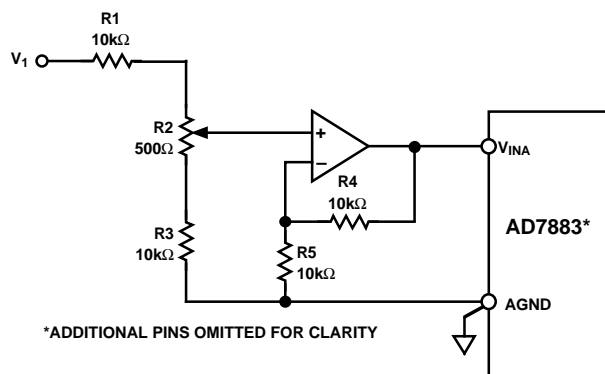 R1
10kΩ
V1
R2
500Ω
+
−
VINA
R4
10kΩ
AD7883*
R3
10kΩ
R5
10kΩ
AGND
*ADDITIONAL PINS OMITTED FOR CLARITY